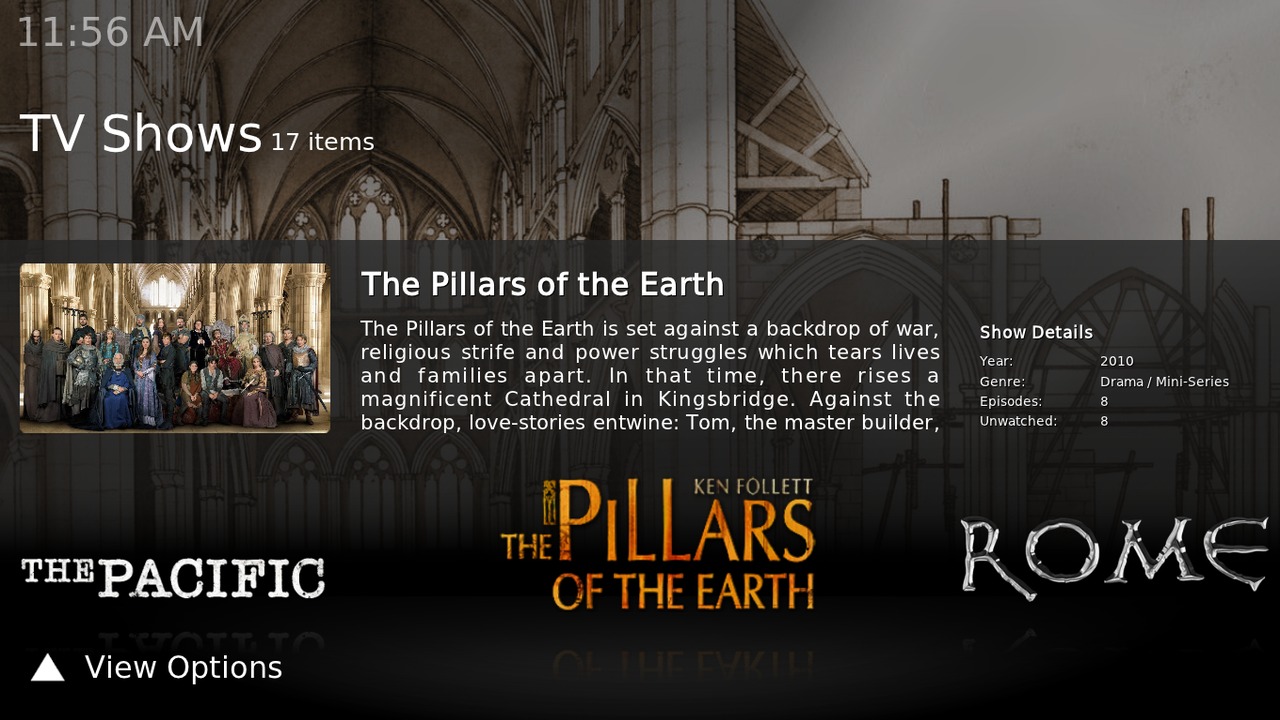 11:56 AM
TV Shows 17 items
The Pillars of the Earth
The Pillars of the Earth is set against a backdrop of war,
religious strife and power struggles which tears lives
and families apart. In that time, there rises a
magnificent Cathedral in Kingsbridge. Against the
backdrop, love-stories entwine: Tom, the master builder,
Show Details
Year: 2010
Genre: Drama / Mini-Series
Episodes: 8
Unwatched: 8
THE PACIFIC
KEN FOLLETT
THE PiLLARS
OF THE EARTH
ROME
View Options